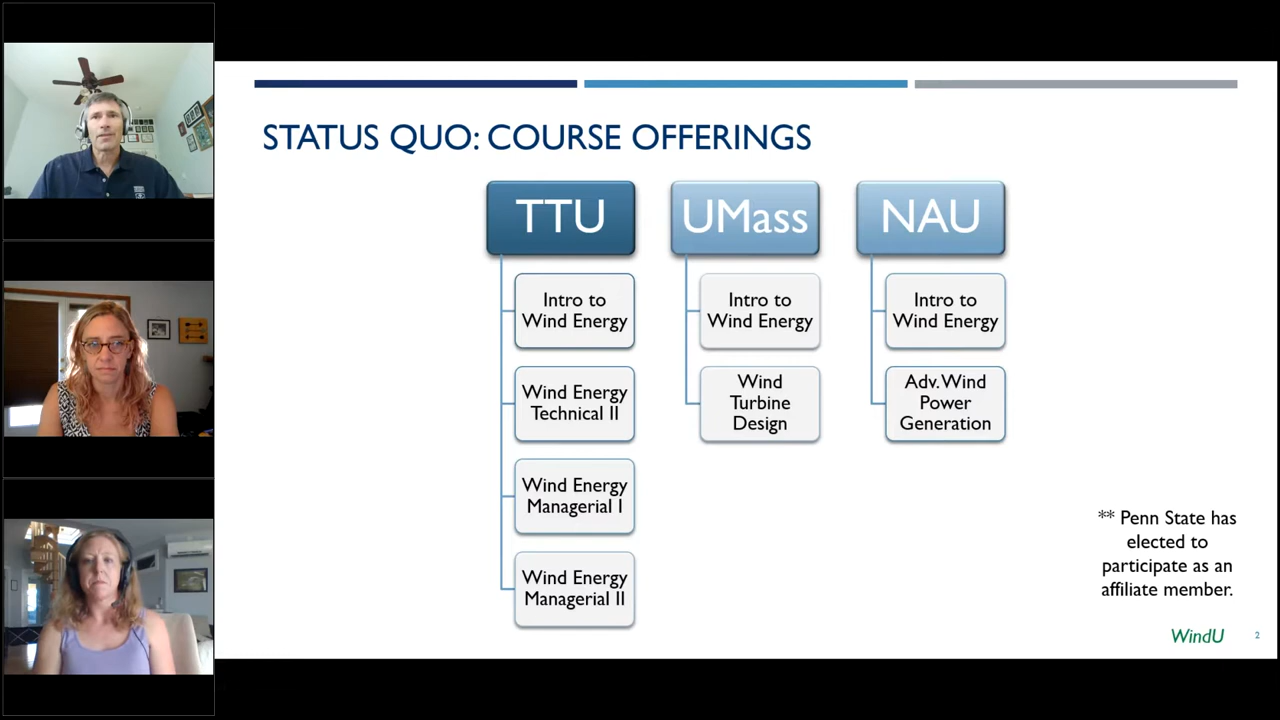 STATUS QUO: COURSE OFFERINGS
TTU
Intro to
Wind Energy
Wind Energy
Technical II
Wind Energy
Managerial I
Wind Energy
Managerial II
UMass
Intro to
Wind Energy
Wind
Turbine
Design
NAU
Intro to
Wind Energy
Adv. Wind
Power
Generation
** Penn State has
elected to
participate as an
affiliate member.
WindU
2